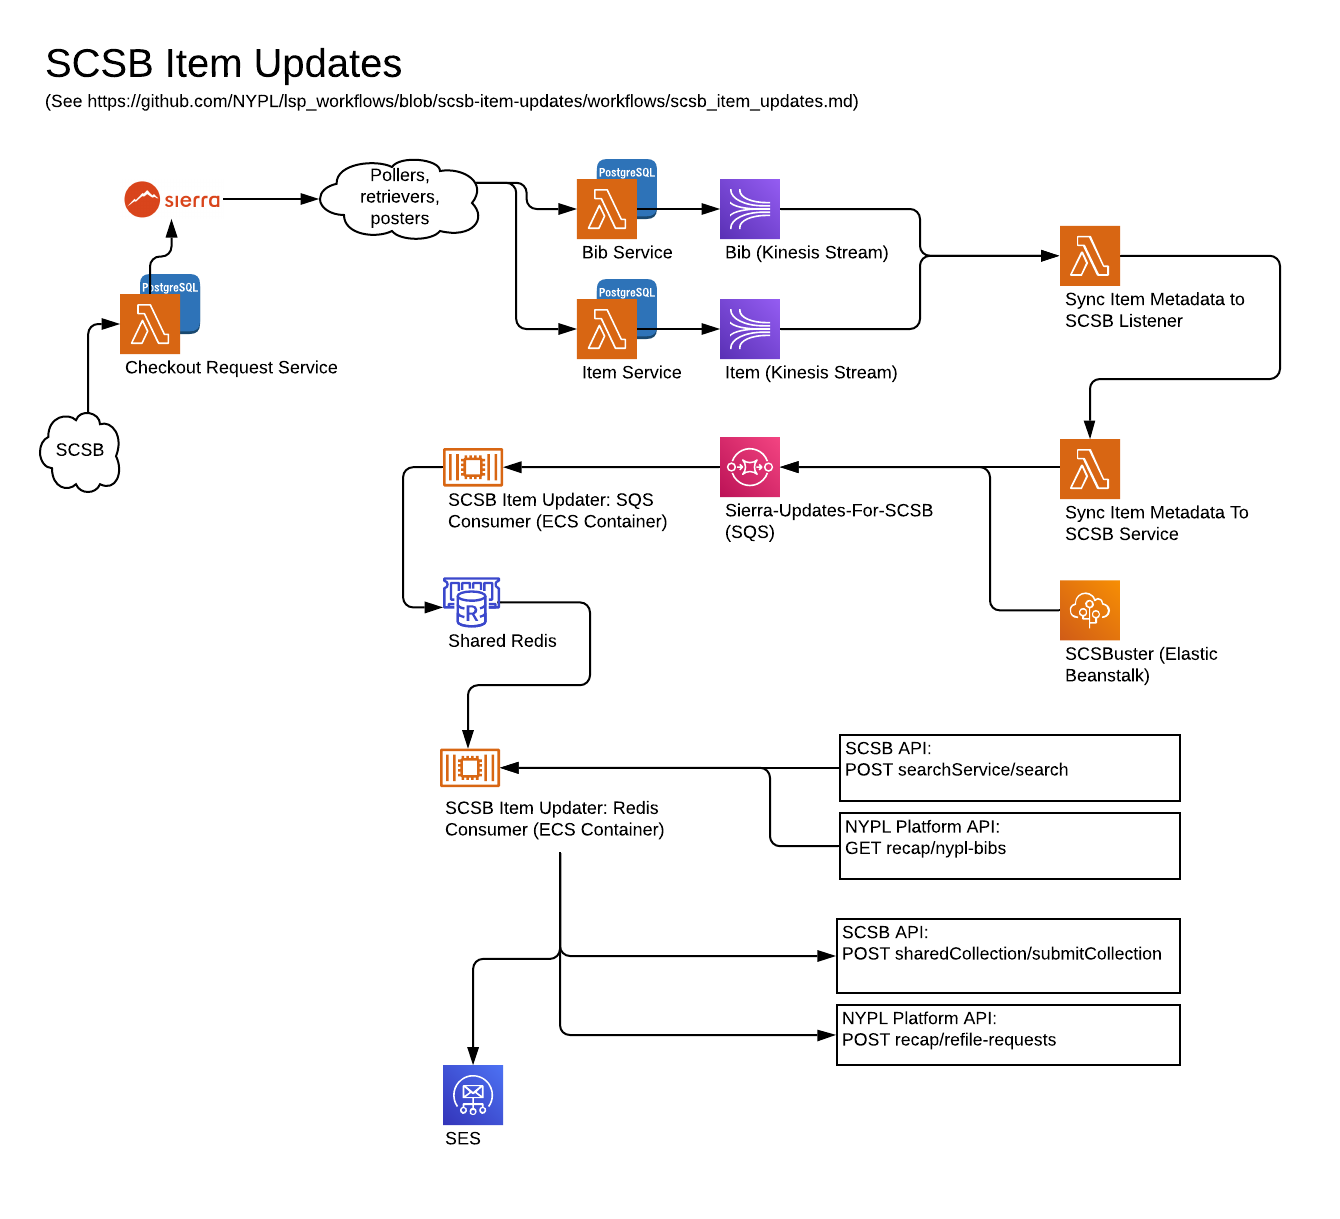 SCSB Item Updates
(See https://github.com/NYPL/lsp_workflows/blob/scsb-item-updates/workflows/scsb_item_updates.md)
Pollers,
retrievers,
posters
sierra
PostgreSQL
Bib Service
Bib (Kinesis Stream)
PostgreSQL
Checkout Request Service
PostgreSQL
Item Service
Item (Kinesis Stream)
Sync Item Metadata to
SCSB Listener
SCSB
SCSB Item Updater: SQS
Consumer (ECS Container)
Sierra-Updates-For-SCSB
(SQS)
Sync Item Metadata To
SCSB Service
R
Shared Redis
SCSBuster (Elastic
Beanstalk)
SCSB Item Updater: Redis
Consumer (ECS Container)
SCSB API:
POST searchService/search
NYPL Platform API:
GET recap/nypl-bibs
SCSB API:
POST sharedCollection/submitCollection
NYPL Platform API:
POST recap/refile-requests
SES